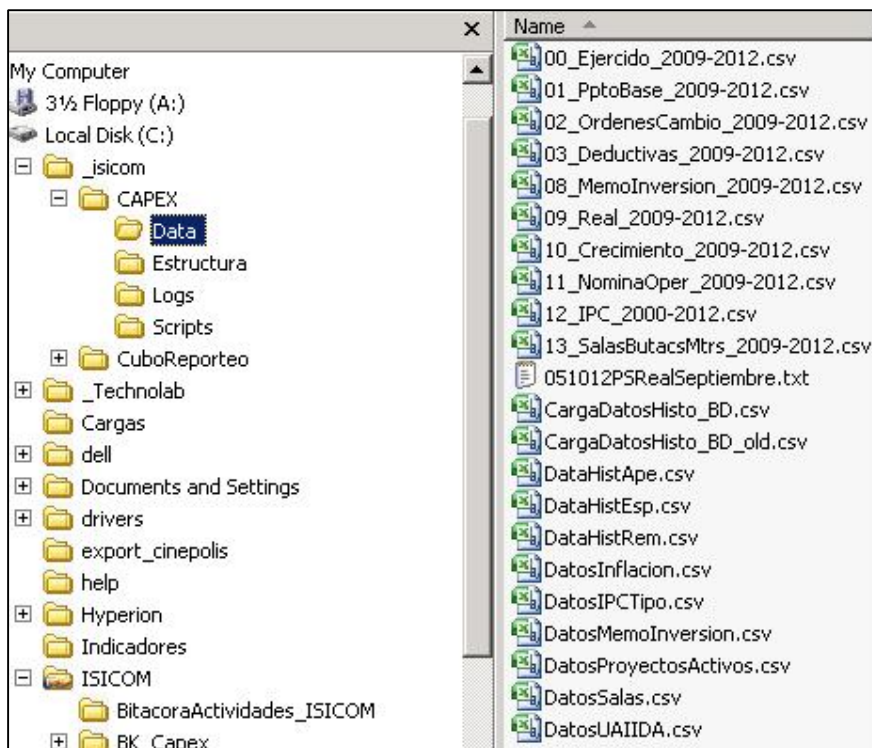 My Computer
3½ Floppy (A:)
Local Disk (C:)
_isicom
CAPEX
Data
Estructura
Logs
Scripts
CuboReporteo
_Technolab
Cargas
dell
Documents and Settings
drivers
export_cinepolis
help
Hyperion
Indicadores
ISICOM
BitacoraActividades_ISICOM
BK_Capex
Name
00_Ejercido_2009-2012.csv
01_PptoBase_2009-2012.csv
02_OrdenesCambio_2009-2012.csv
03_Deductivas_2009-2012.csv
08_MemoInversion_2009-2012.csv
09_Real_2009-2012.csv
10_Crecimiento_2009-2012.csv
11_NominaOper_2009-2012.csv
12_IPC_2000-2012.csv
13_SalasButacsMtrs_2009-2012.csv
051012PSRealSeptiembre.txt
CargaDatosHisto_BD.csv
CargaDatosHisto_BD_old.csv
DataHistApe.csv
DataHistEsp.csv
DataHistRem.csv
DatosInflacion.csv
DatosIPCTipo.csv
DatosMemoInversion.csv
DatosProyectosActivos.csv
DatosSalas.csv
DatosUAIIDA.csv